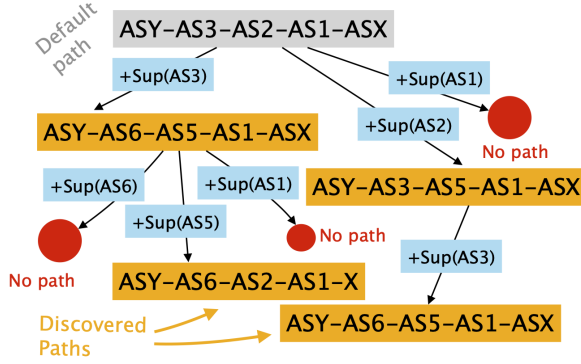 Default
path
ASY-AS3-AS2-AS1-ASX
+Sup(AS3)
+Sup(AS1)
+Sup(AS2)
ASY-AS6-AS5-AS1-ASX
No path
+Sup(AS6)
+Sup(AS1)
ASY-AS3-AS5-AS1-ASX
+Sup(AS5)
No path
+Sup(AS3)
No path
ASY-AS6-AS2-AS1-X
Discovered
Paths
ASY-AS6-AS5-AS1-ASX